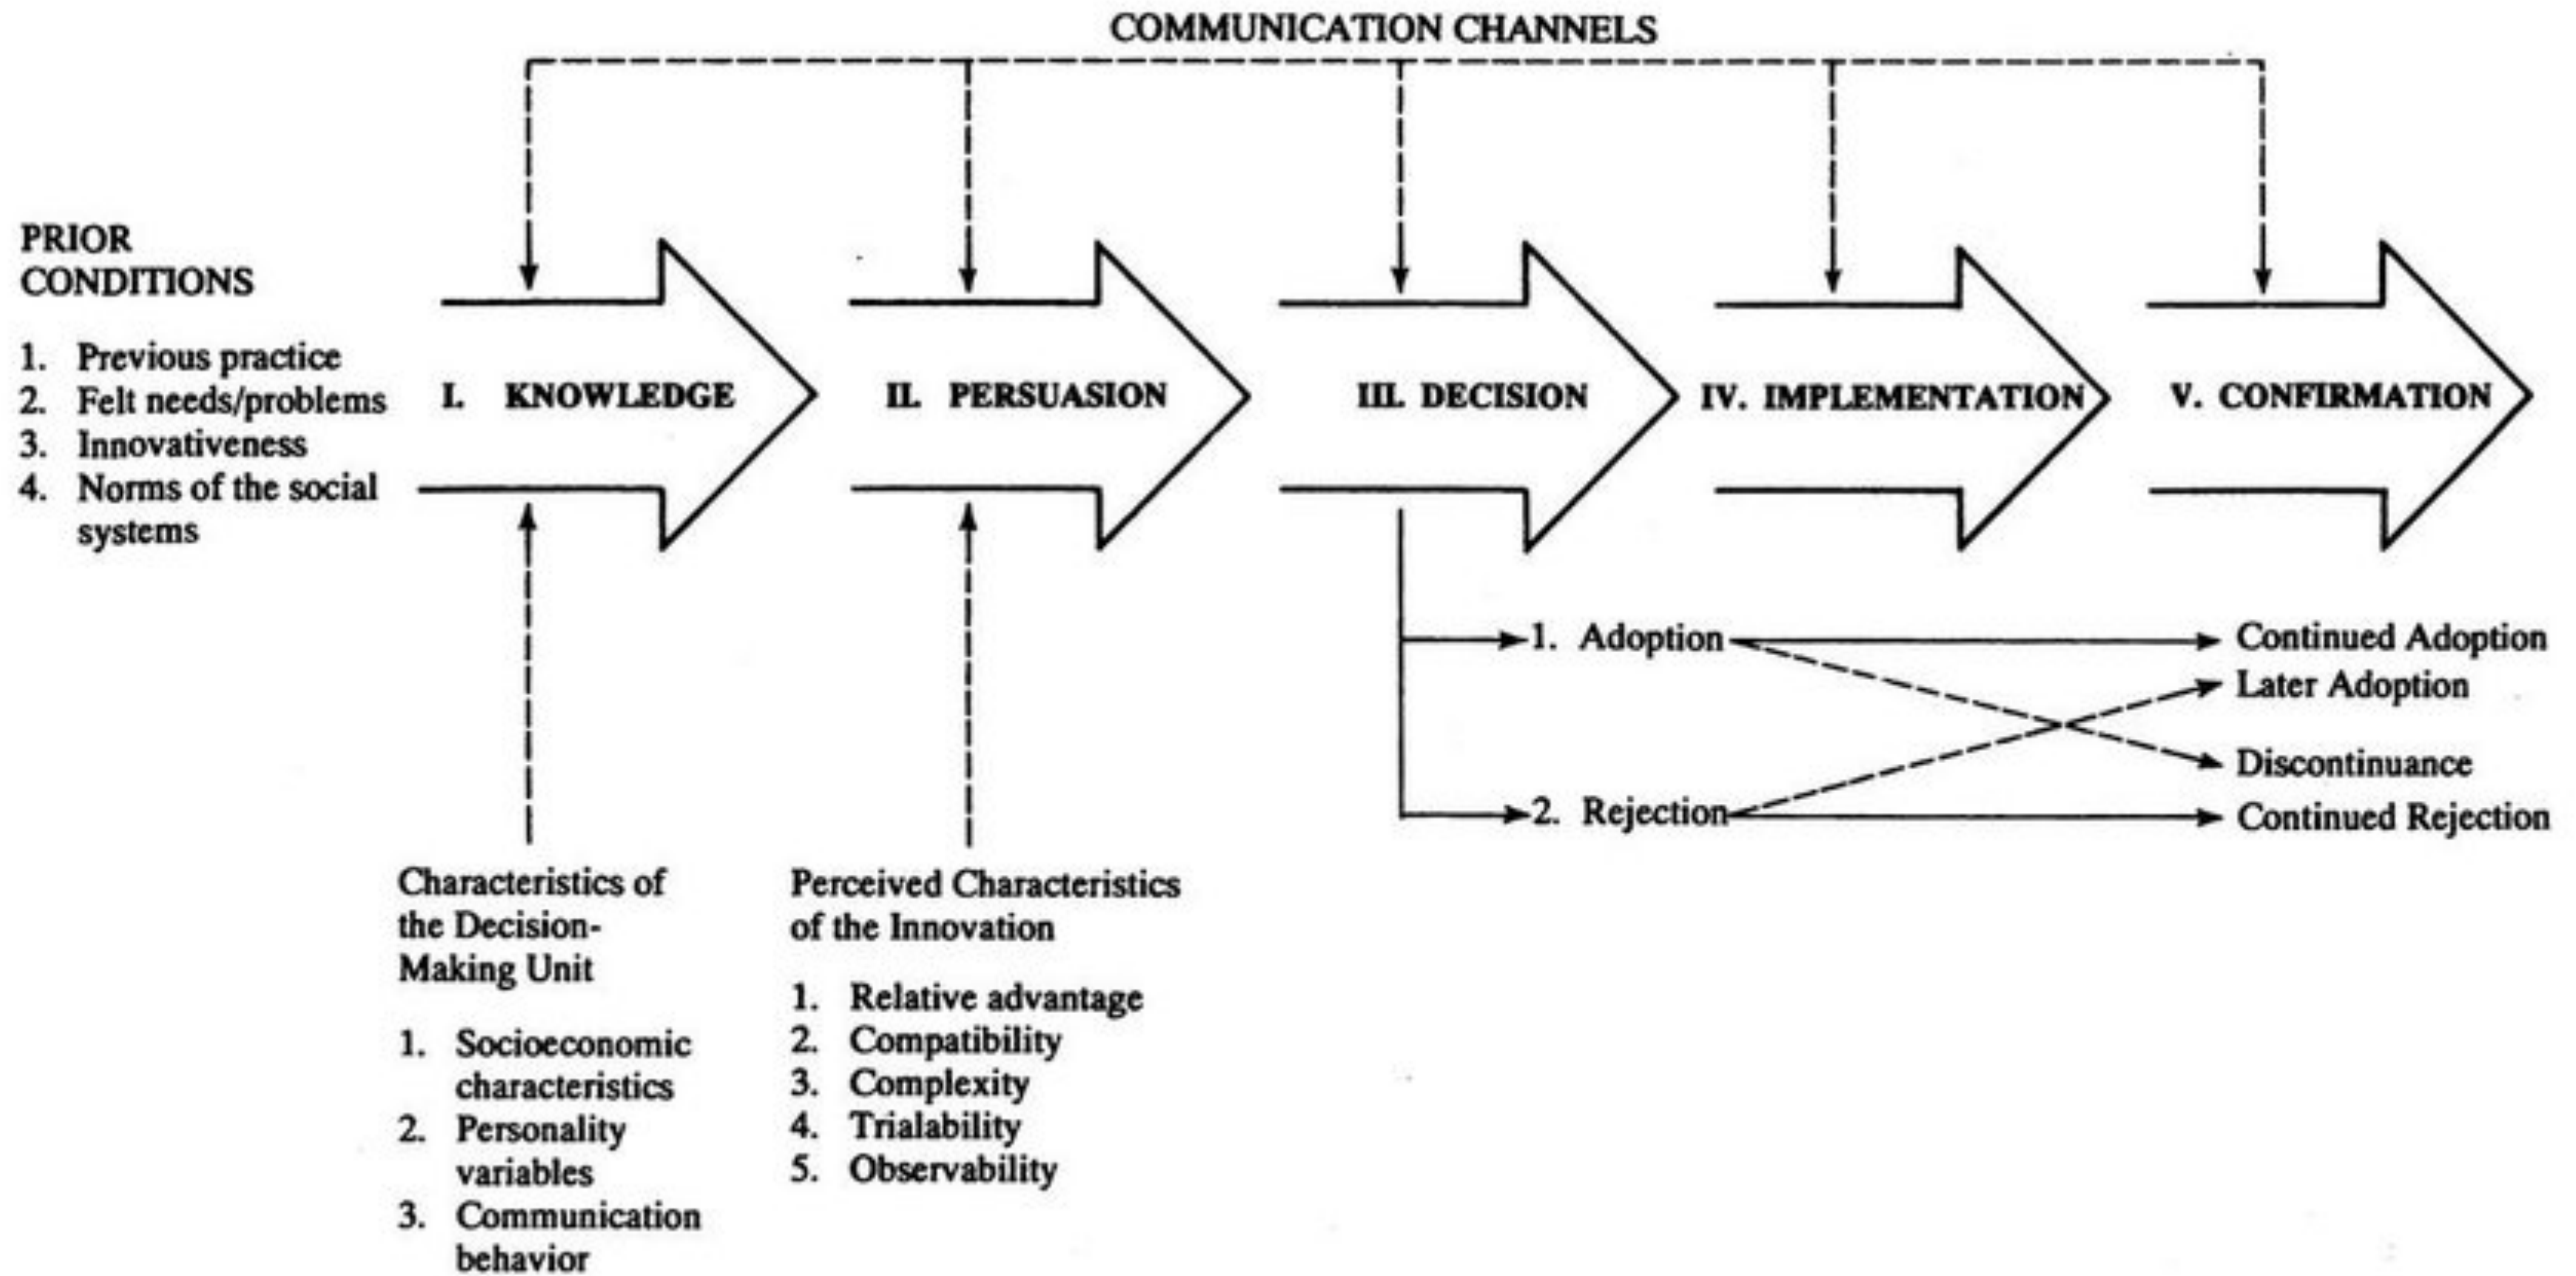 COMMUNICATION CHANNELS
PRIOR
CONDITIONS
1. Previous practice
2. Felt needs/problems
3. Innovativeness
4. Norms of the social
systems
I. KNOWLEDGE
II. PERSUASION
III. DECISION
IV. IMPLEMENTATION
V. CONFIRMATION
1. Adoption
2. Rejection
Continued Adoption
Later Adoption
Discontinuance
Continued Rejection
Characteristics of
the Decision-
Making Unit
1. Socioeconomic
characteristics
2. Personality
variables
3. Communication
behavior
Perceived Characteristics
of the Innovation
1. Relative advantage
2. Compatibility
3. Complexity
4. Trialability
5. Observability